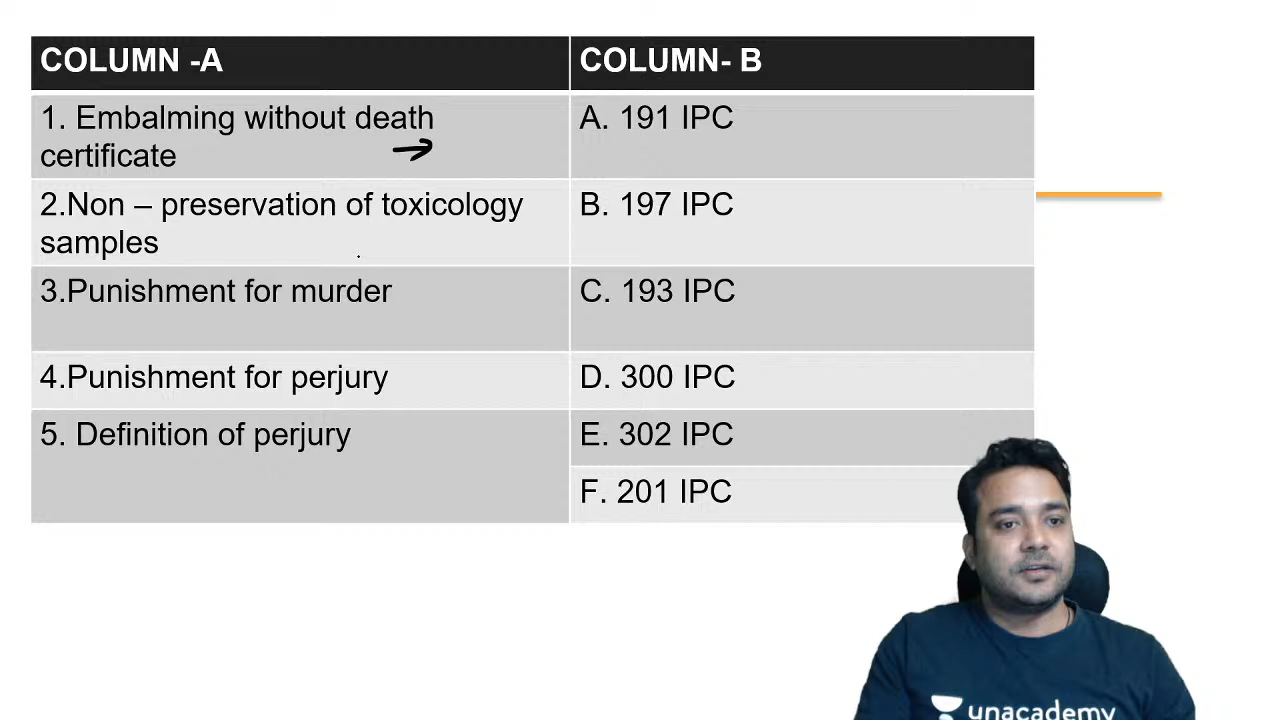 COLUMN -A
COLUMN- B
1. Embalming without death
certificate
A. 191 IPC
2.Non – preservation of toxicology
samples
B. 197 IPC
3.Punishment for murder
C. 193 IPC
4.Punishment for perjury
D. 300 IPC
5. Definition of perjury
E. 302 IPC
F. 201 IPC
unacademy